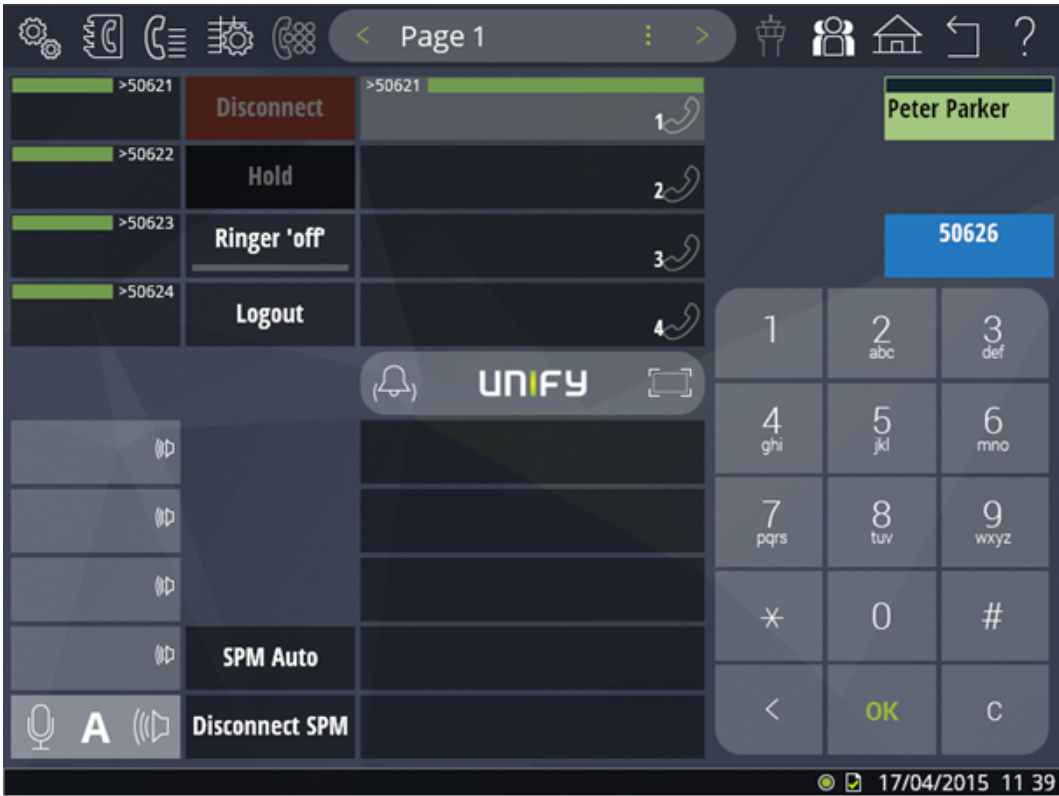 < Page 1 ⋮ > ?
>50621
Disconnect
>50621
1
Peter Parker
>50622
Hold
2
>50623
Ringer 'off'
3
50626
>50624
Logout
4
UNIFY
1
2
abc
3
def
4
ghi
5
jkl
6
mno
7
pqrs
8
tuv
9
wxyz
*
0
#
SPM Auto
A
Disconnect SPM
<
OK
C
17/04/2015 11 39